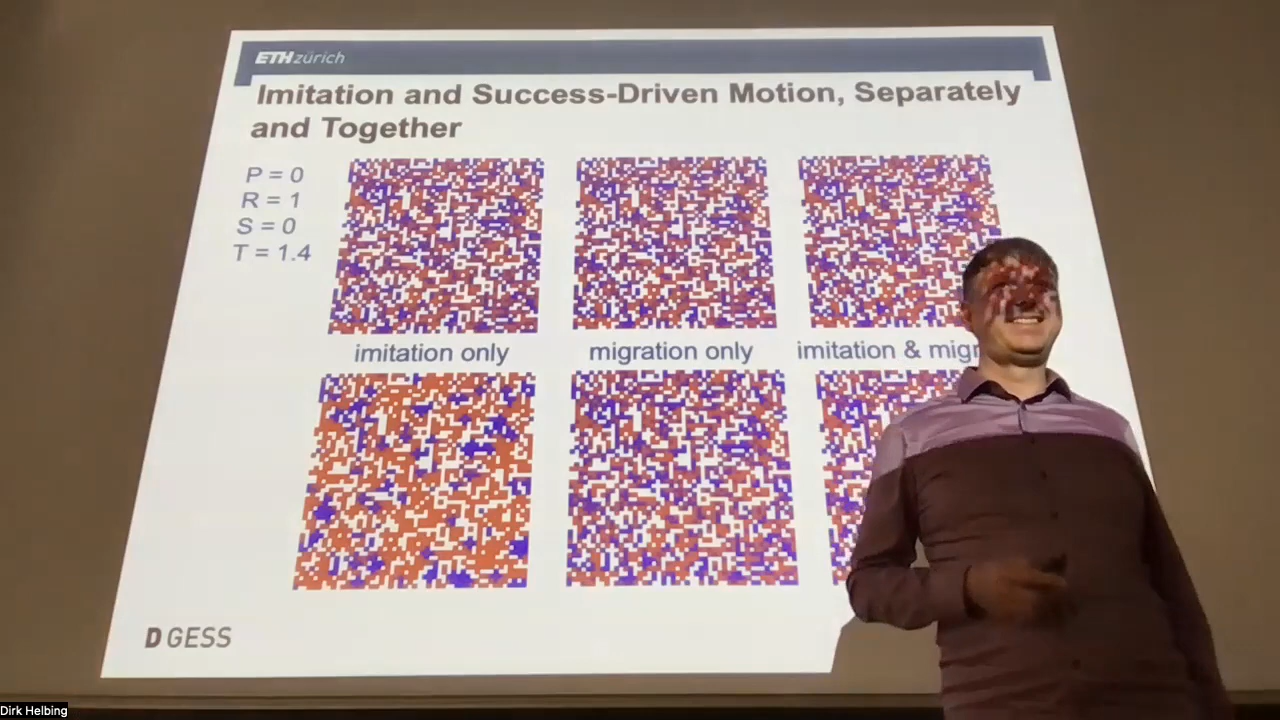 ETH zürich
Imitation and Success-Driven Motion, Separately
and Together
P = 0
R = 1
S = 0
T = 1.4
imitation only
migration only
imitation & migr
D GESS
Dirk Helbing